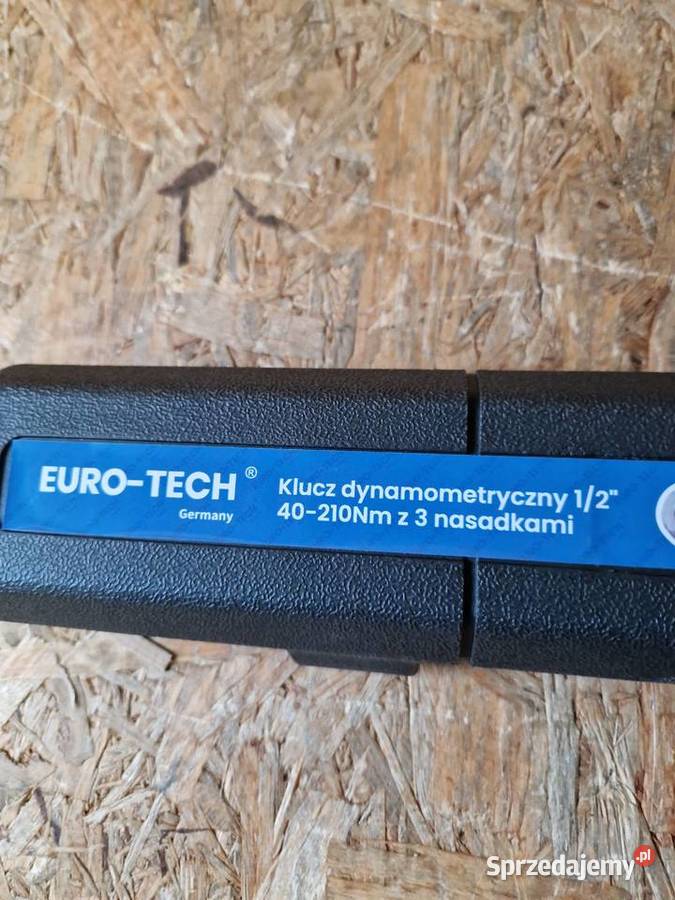 EURO-TECH®
Germany
Klucz dynamometryczny 1/2"
40-210Nm z 3 nasadkami
Sprzedajemy.pl